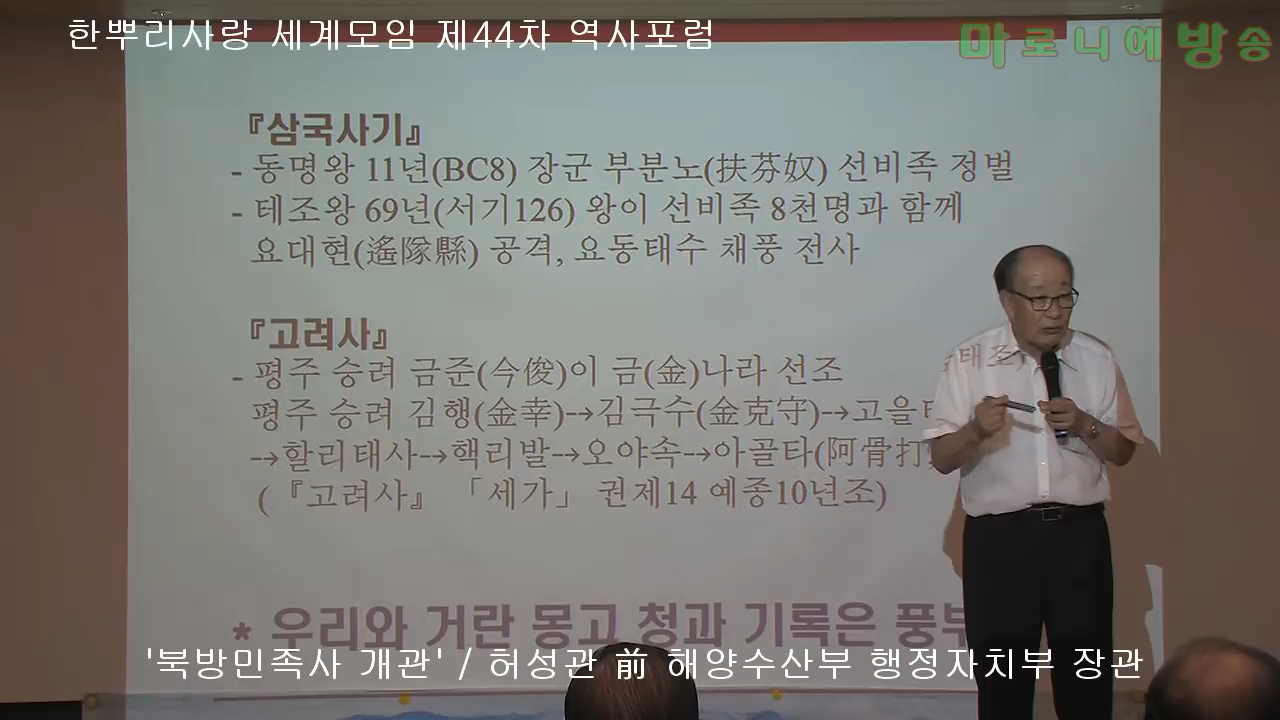 한뿌리사랑 세계모임 제44차 역사포럼
마로니에방송
『삼국사기』
- 동명왕 11년(BC8) 장군 부분노(扶芬奴) 선비족 정벌
- 테조왕 69년(서기126) 왕이 선비족 8천명과 함께
요대현(遙隊縣) 공격, 요동태수 채풍 전사
『고려사』
- 평주 승려 금준(今俊)이 금(金)나라 선조
평주 승려 김행(金幸)→김극수(金克守)→고을
→할리태사→핵리발→오야속→아골타(阿骨打 태조
(『고려사』 「세가」 권제14 예종10년조)
* 우리와 거란 몽고 청과 기록은 풍부
'북방민족사 개관' / 허성관 前 해양수산부 행정자치부 장관